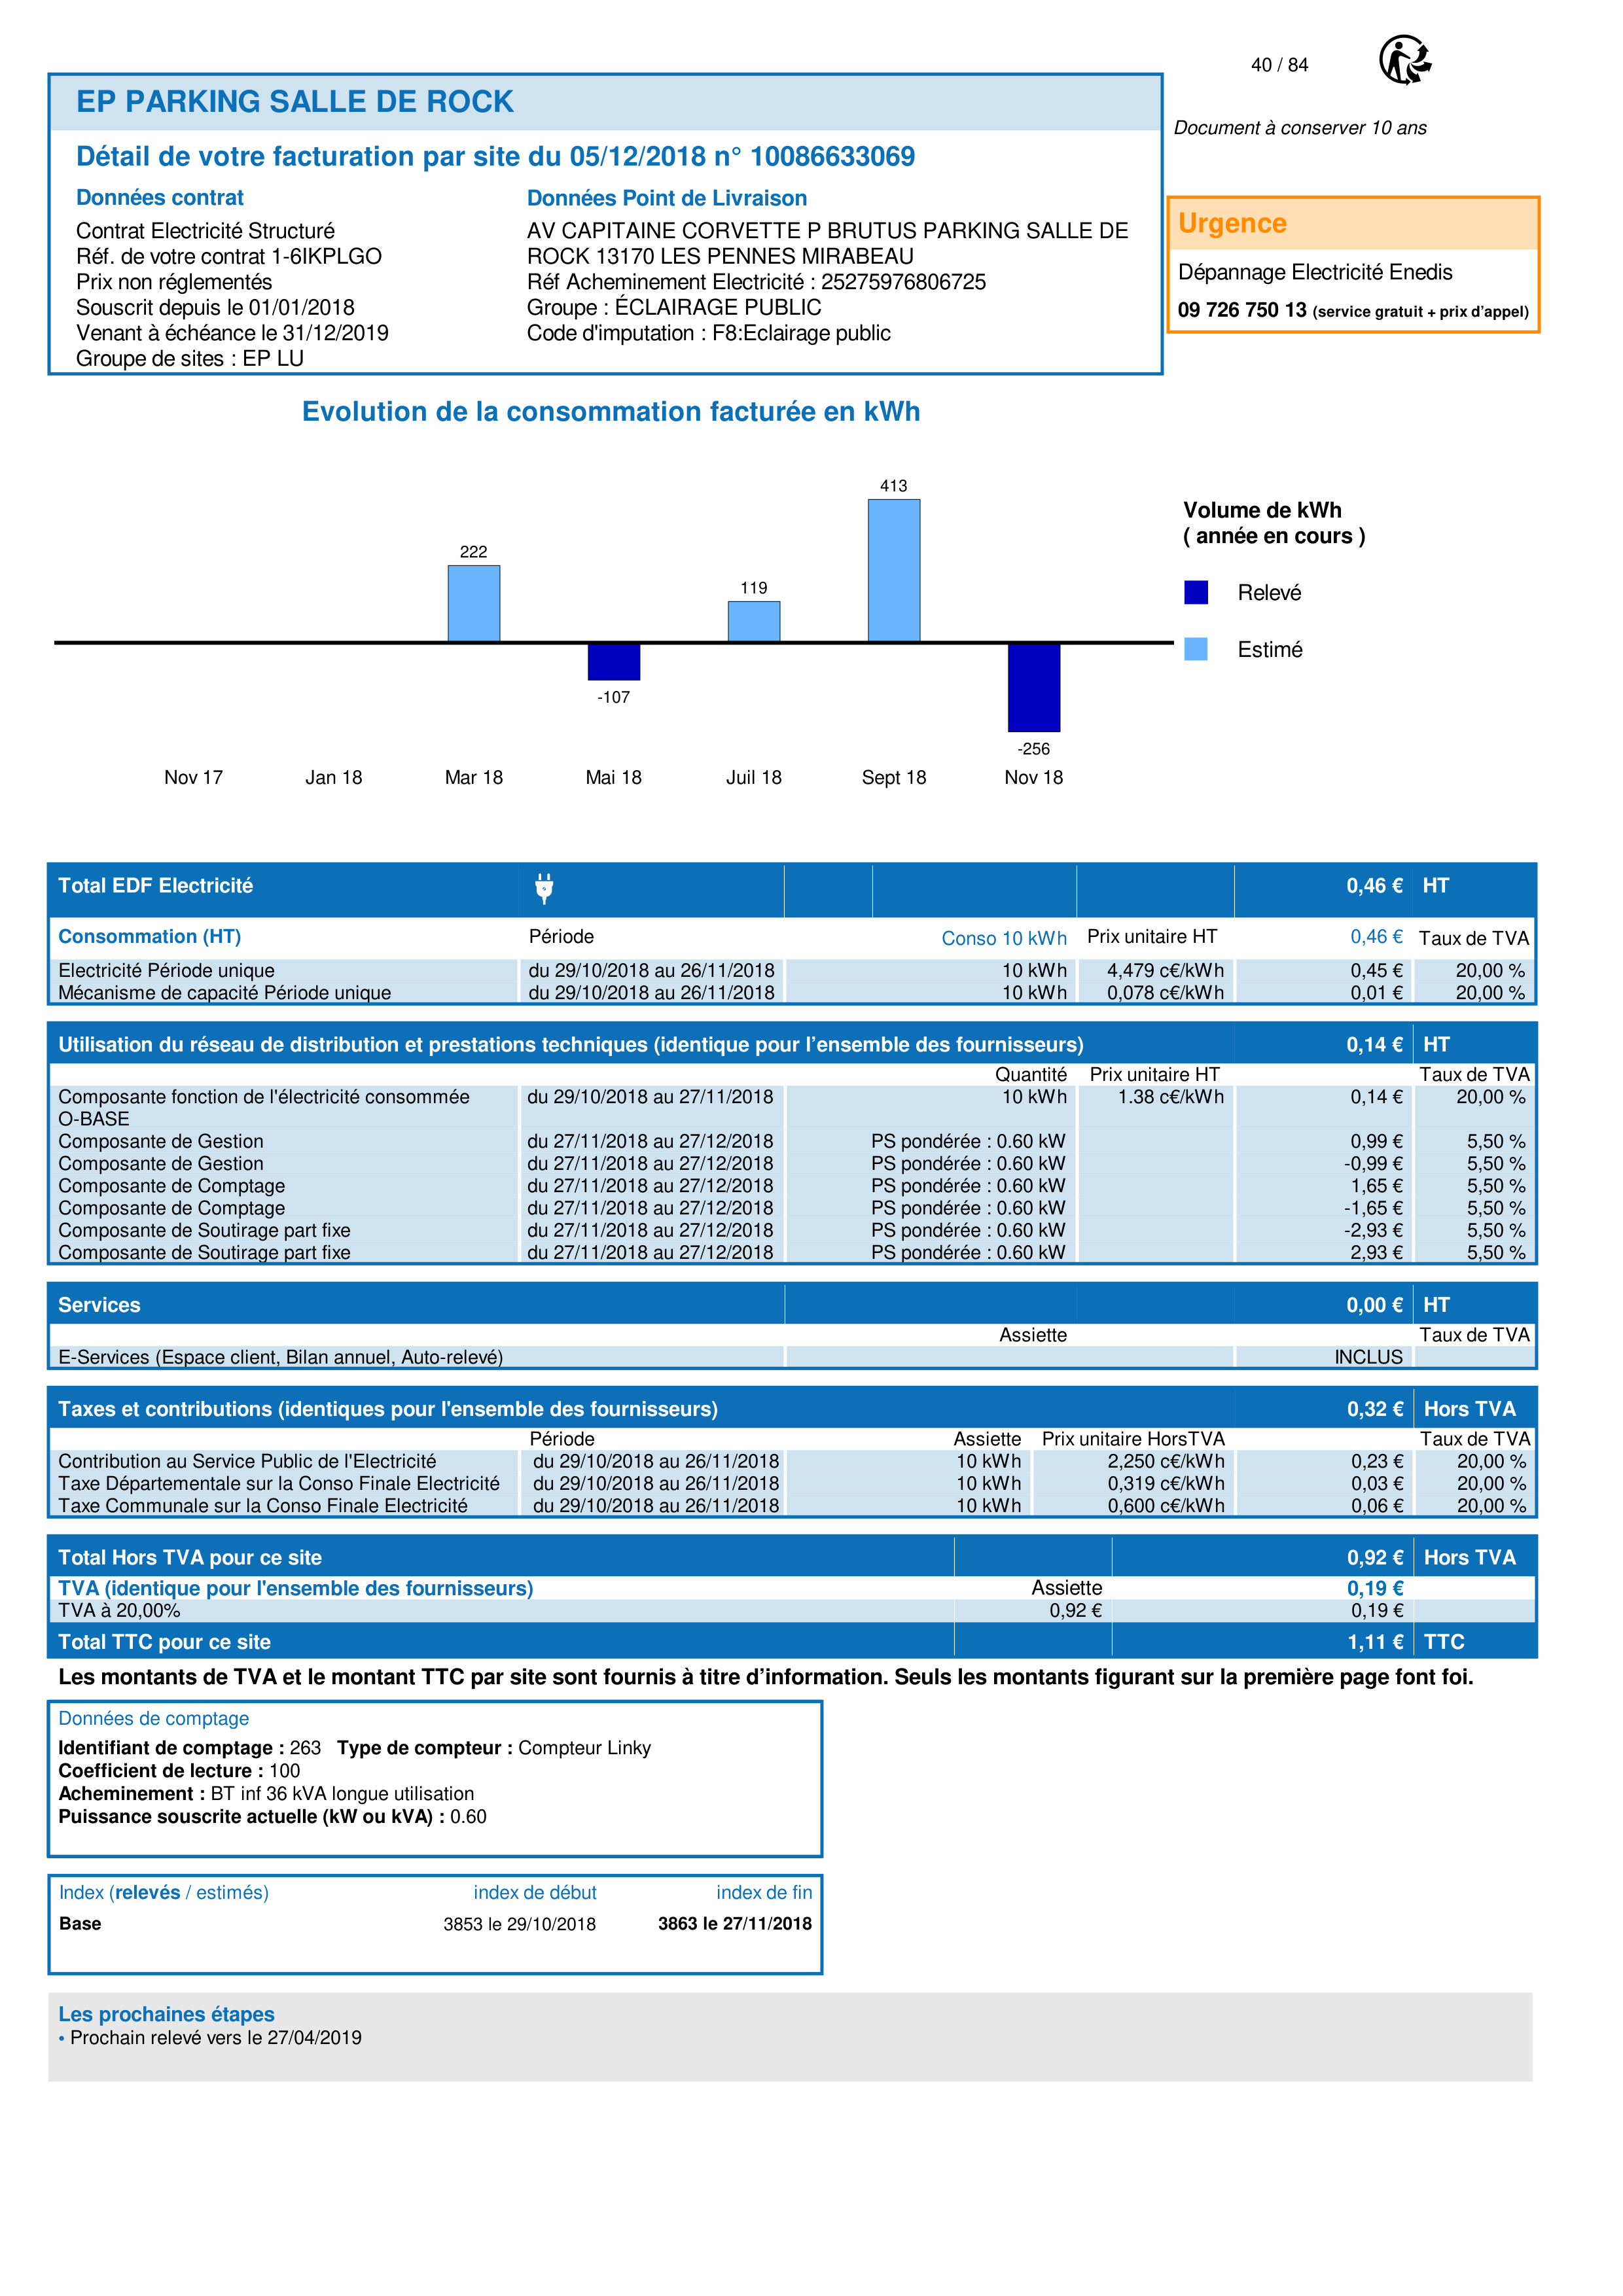 40 / 84
EP PARKING SALLE DE ROCK
Document à conserver 10 ans
Détail de votre facturation par site du 05/12/2018 n° 10086633069
Données contrat
Contrat Electricité Structuré
Réf. de votre contrat 1-6IKPLGO
Prix non réglementés
Souscrit depuis le 01/01/2018
Venant à échéance le 31/12/2019
Groupe de sites : EP LU
Données Point de Livraison
AV CAPITAINE CORVETTE P BRUTUS PARKING SALLE DE
ROCK 13170 LES PENNES MIRABEAU
Réf Acheminement Electricité : 25275976806725
Groupe : ÉCLAIRAGE PUBLIC
Code d'imputation : F8:Eclairage public
Urgence
Dépannage Electricité Enedis
09 726 750 13 (service gratuit + prix d’appel)
Evolution de la consommation facturée en kWh
413
222
119
-107
-256
Nov 17 Jan 18 Mar 18 Mai 18 Juil 18 Sept 18 Nov 18
Volume de kWh
( année en cours )
Relevé
Estimé
Total EDF Electricité 0,46 € HT
Consommation (HT) Période Conso 10 kWh Prix unitaire HT 0,46 € Taux de TVA
Electricité Période unique du 29/10/2018 au 26/11/2018 10 kWh 4,479 c€/kWh 0,45 € 20,00 %
Mécanisme de capacité Période unique du 29/10/2018 au 26/11/2018 10 kWh 0,078 c€/kWh 0,01 € 20,00 %
Utilisation du réseau de distribution et prestations techniques (identique pour l’ensemble des fournisseurs) 0,14 € HT
Quantité Prix unitaire HT Taux de TVA
Composante fonction de l'électricité consommée du 29/10/2018 au 27/11/2018 10 kWh 1.38 c€/kWh 0,14 € 20,00 %
O-BASE
Composante de Gestion du 27/11/2018 au 27/12/2018 PS pondérée : 0.60 kW 0,99 € 5,50 %
Composante de Gestion du 27/11/2018 au 27/12/2018 PS pondérée : 0.60 kW -0,99 € 5,50 %
Composante de Comptage du 27/11/2018 au 27/12/2018 PS pondérée : 0.60 kW 1,65 € 5,50 %
Composante de Comptage du 27/11/2018 au 27/12/2018 PS pondérée : 0.60 kW -1,65 € 5,50 %
Composante de Soutirage part fixe du 27/11/2018 au 27/12/2018 PS pondérée : 0.60 kW -2,93 € 5,50 %
Composante de Soutirage part fixe du 27/11/2018 au 27/12/2018 PS pondérée : 0.60 kW 2,93 € 5,50 %
Services 0,00 € HT
Assiette Taux de TVA
E-Services (Espace client, Bilan annuel, Auto-relevé) INCLUS
Taxes et contributions (identiques pour l'ensemble des fournisseurs) 0,32 € Hors TVA
Période Assiette Prix unitaire HorsTVA Taux de TVA
Contribution au Service Public de l'Electricité du 29/10/2018 au 26/11/2018 10 kWh 2,250 c€/kWh 0,23 € 20,00 %
Taxe Départementale sur la Conso Finale Electricité du 29/10/2018 au 26/11/2018 10 kWh 0,319 c€/kWh 0,03 € 20,00 %
Taxe Communale sur la Conso Finale Electricité du 29/10/2018 au 26/11/2018 10 kWh 0,600 c€/kWh 0,06 € 20,00 %
Total Hors TVA pour ce site 0,92 € Hors TVA
TVA (identique pour l'ensemble des fournisseurs) Assiette 0,19 €
TVA à 20,00% 0,92 € 0,19 €
Total TTC pour ce site 1,11 € TTC
Les montants de TVA et le montant TTC par site sont fournis à titre d’information. Seuls les montants figurant sur la première page font foi.
Données de comptage
Identifiant de comptage : 263 Type de compteur : Compteur Linky
Coefficient de lecture : 100
Acheminement : BT inf 36 kVA longue utilisation
Puissance souscrite actuelle (kW ou kVA) : 0.60
Index (relevés / estimés) index de début index de fin
Base 3853 le 29/10/2018 3863 le 27/11/2018
Les prochaines étapes
• Prochain relevé vers le 27/04/2019